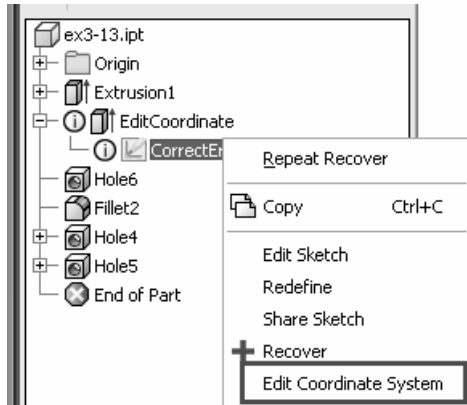 ex3-13.ipt
Origin
Extrusion1
EditCoordinate
Hole6
Fillet2
Hole4
Hole5
End of Part
Repeat Recover
Copy Ctrl+C
Edit Sketch
Redefine
Share Sketch
Recover
Edit Coordinate System